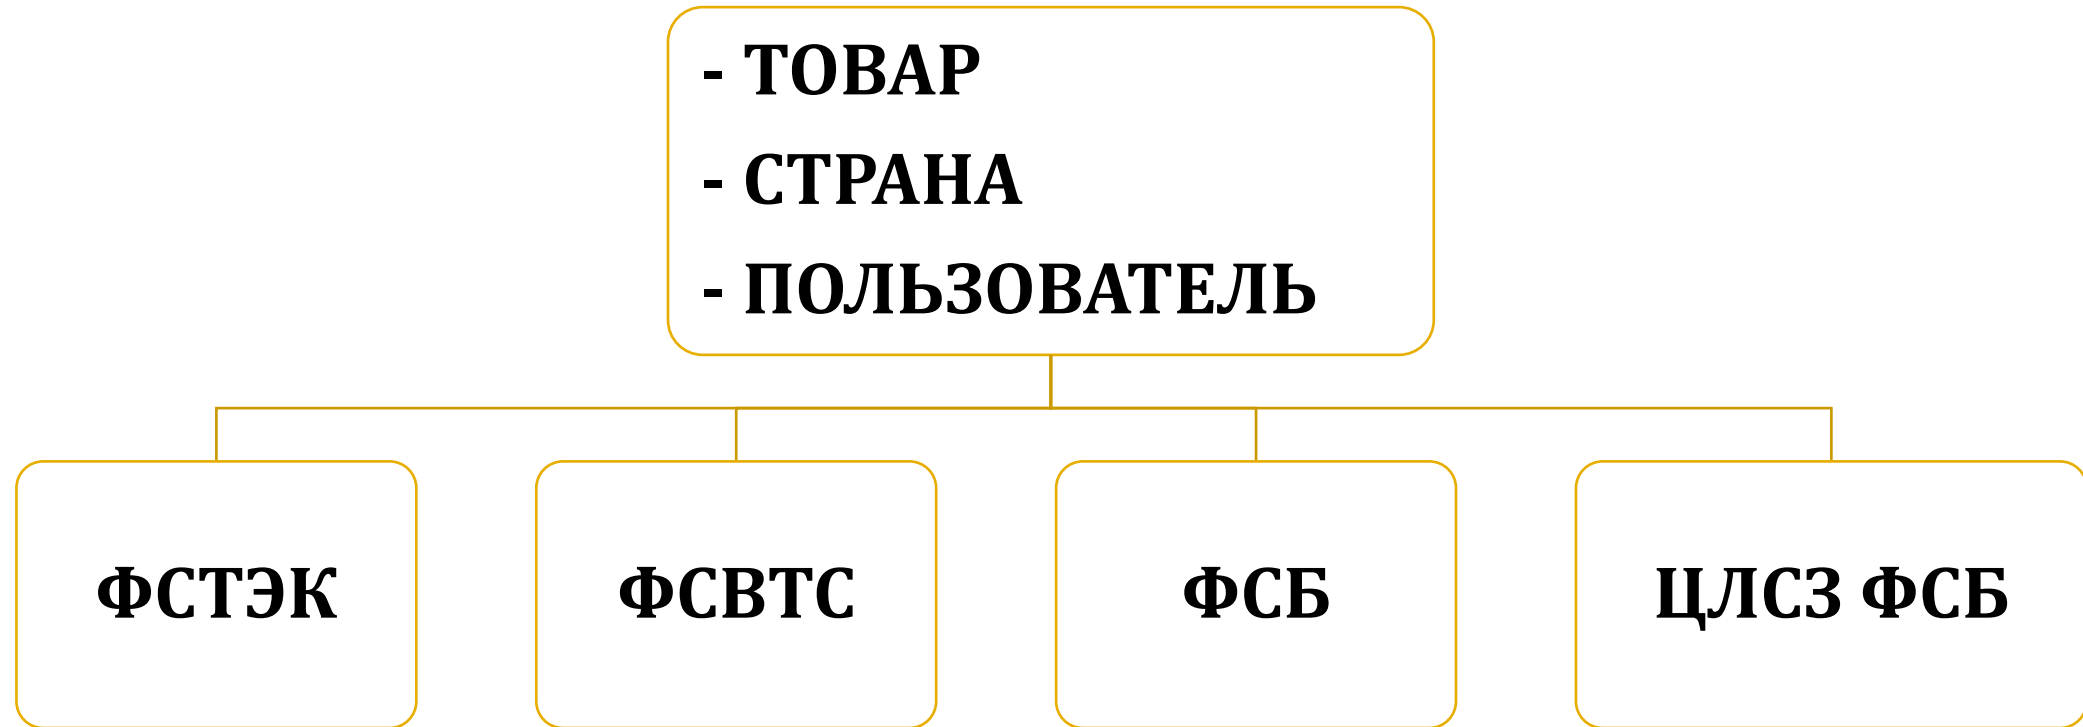 - ТОВАР
- СТРАНА
- ПОЛЬЗОВАТЕЛЬ
ФСТЭК
ФСВТС
ФСБ
ЦЛСЗ ФСБ